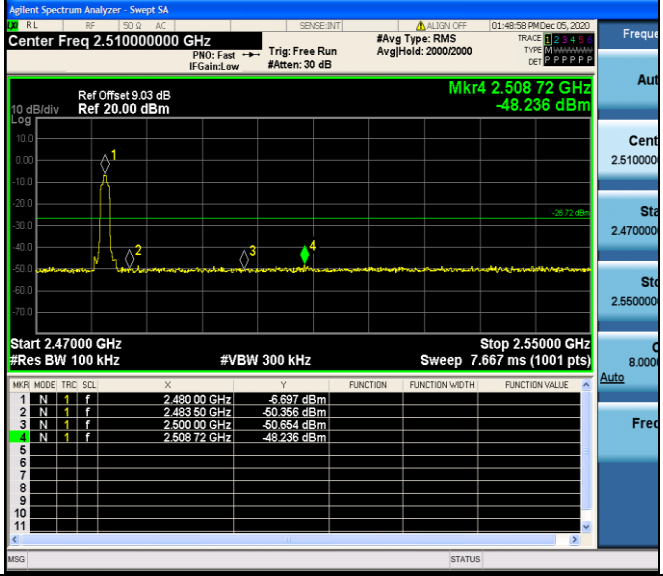 Agilent Spectrum Analyzer - Swept SA
RL RF 50 Ω AC SENSE:INT ALIGN OFF 01:48:58 PM Dec 05, 2020
Center Freq 2.510000000 GHz #Avg Type: RMS TRACE 1 2 3 4 5 6 Freque
PNO: Fast Trig: Free Run Avg|Hold: 2000/2000 TYPE M
IFGain:Low #Atten: 30 dB DET P P P P P P
Aut
Ref Offset 9.03 dB Mkr4 2.508 72 GHz
10 dB/div Ref 20.00 dBm -48.236 dBm
Log
10.0
0.00
-10.0
-20.0
-30.0
-40.0
-50.0
-60.0
-70.0
1
2
3
4
-26.72 dBm
Cent
2.510000
Sta
2.470000
Sto
2.550000
Start 2.47000 GHz Stop 2.55000 GHz
#Res BW 100 kHz #VBW 300 kHz Sweep 7.667 ms (1001 pts)
C
8.000
Auto
Freq
MKR MODE TRC SCL X Y FUNCTION FUNCTION WIDTH FUNCTION VALUE
1 N 1 f 2.480 00 GHz -6.697 dBm
2 N 1 f 2.483 50 GHz -50.356 dBm
3 N 1 f 2.500 00 GHz -50.654 dBm
4 N 1 f 2.508 72 GHz -48.236 dBm
5
6
7
8
9
10
11
MSG STATUS